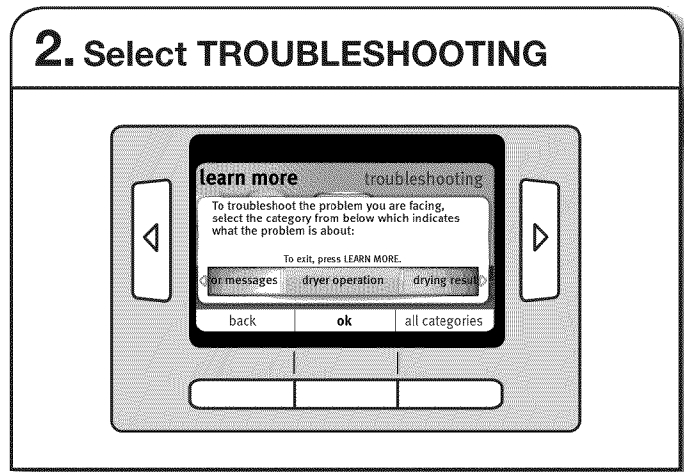 2. Select TROUBLESHOOTING
learn more troubleshooting
To troubleshoot the problem you are facing,
select the category from below which indicates
what the problem is about:
To exit, press LEARN MORE.
or messages dryer operation drying resul
back ok all categories